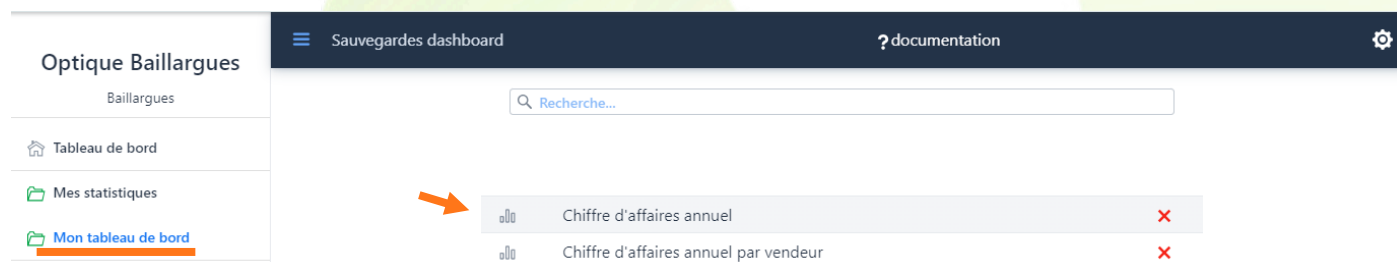 Optique Baillargues
Baillargues
Tableau de bord
Mes statistiques
Mon tableau de bord
Sauvegardes dashboard
?documentation
Recherche...
Chiffre d'affaires annuel
Chiffre d'affaires annuel par vendeur